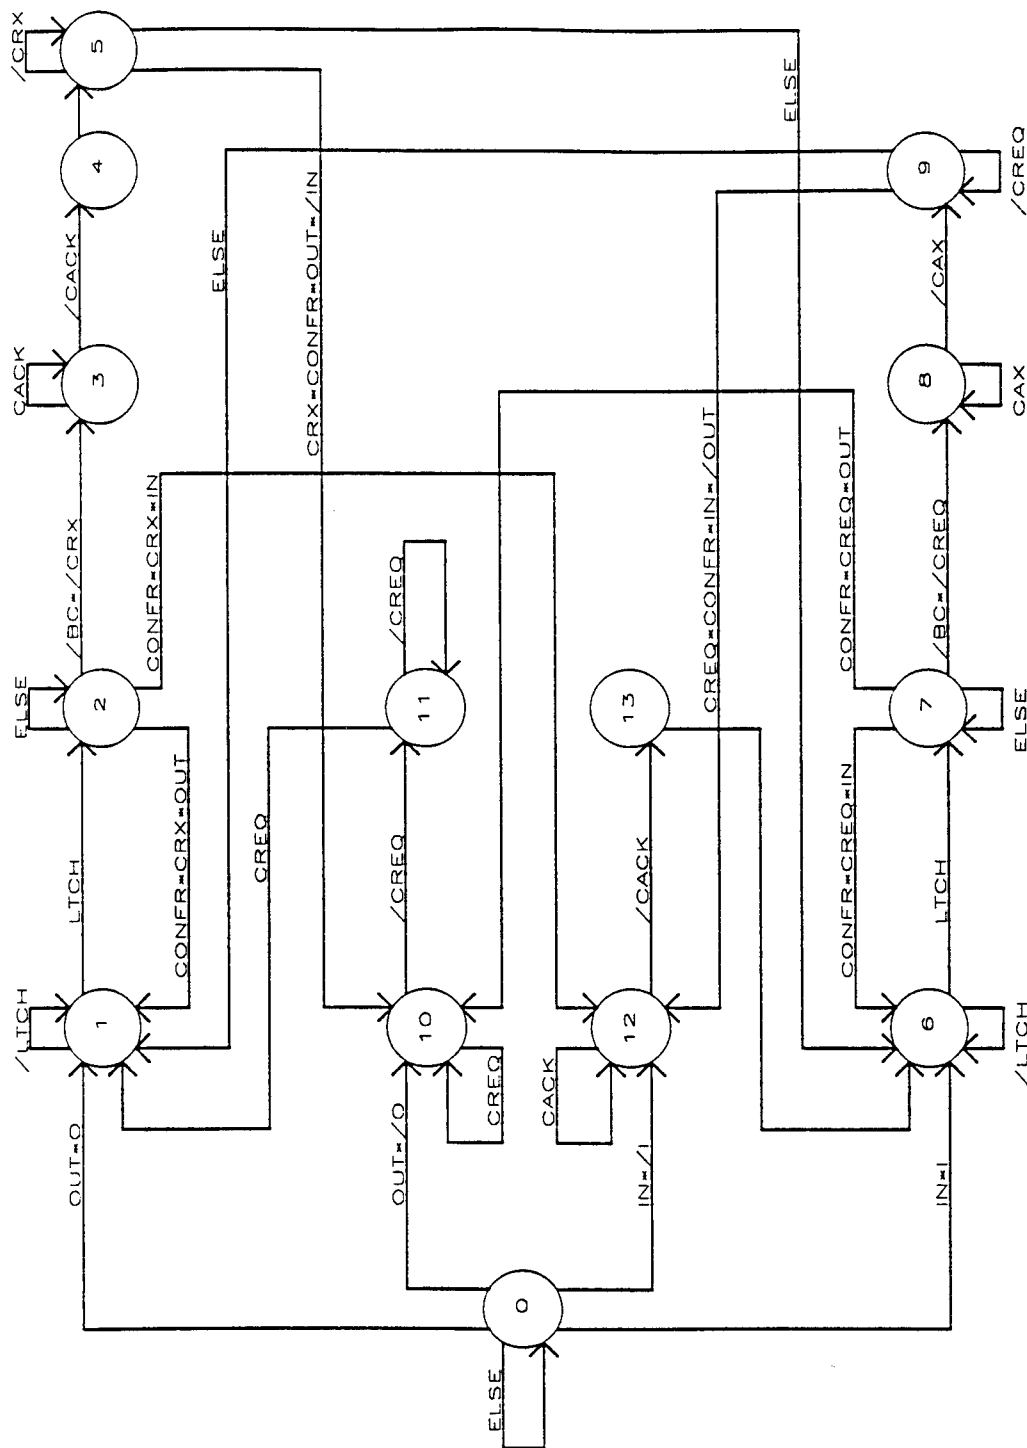 /LTCH
ELSE
CACK
/CRX
OUT*O
LTCH
/BC*/CRX
/CACK
1
2
3
4
5
CONFR*CRX*IN
CONFR*CRX*OUT
ELSE
CREQ
CRX*CONFR*OUT*/IN
OUT*/O
/CREQ
/CREQ
10
11
ELSE
CREQ
0
CACK
12
13
IN*/I
/CACK
CREQ*CONFR*IN*/OUT
ELSE
CONFR*CREQ*IN
CONFR*CREQ*OUT
6
7
8
9
IN*I
LTCH
/BC*/CREQ
/CAX
/LTCH
ELSE
CAX
/CREQ